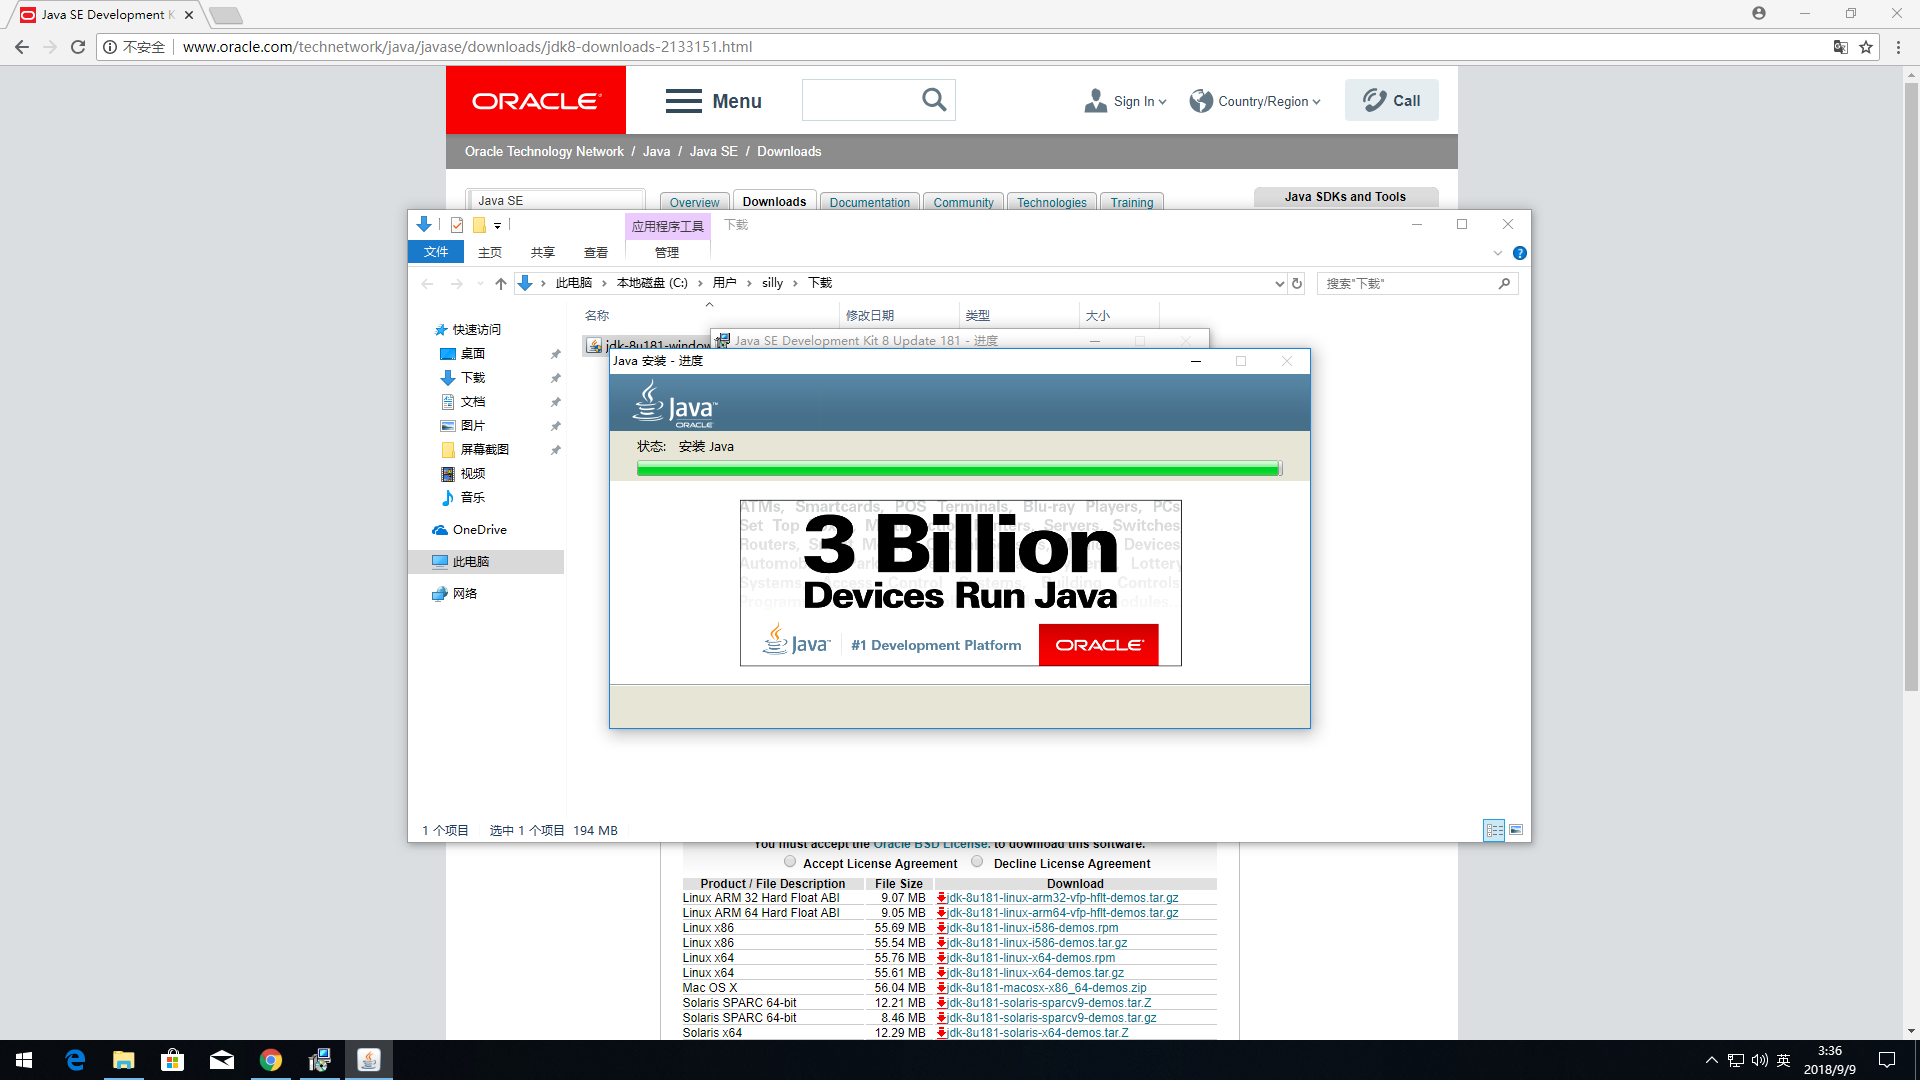 Java SE Development K
不安全
www.oracle.com/technetwork/java/javase/downloads/jdk8-downloads-2133151.html
ORACLE
Menu
Sign In
Country/Region
Call
Oracle Technology Network / Java / Java SE / Downloads
Java SE
Overview
Downloads
Documentation
Community
Technologies
Training
Java SDKs and Tools
应用程序工具
下载
文件
主页
共享
查看
管理
此电脑
本地磁盘 (C:)
用户
silly
下载
搜索"下载"
名称
修改日期
类型
大小
快速访问
桌面
下载
文档
图片
屏幕截图
视频
音乐
OneDrive
此电脑
网络
jdk-8u181-window
Java SE Development Kit 8 Update 181 - 进度
Java 安装 - 进度
Java™
ORACLE
状态: 安装 Java
ATMs, Smartcards, POS Terminals, Blu-ray Players, PCs
Set Top Servers, Switches
Routers, Devices
Lottery
Systems Access Control Systems, Building Controls
3 Billion
Devices Run Java
Java™
#1 Development Platform
ORACLE
1 个项目
选中 1 个项目 194 MB
You must accept the Oracle BSD License. to download this software.
Accept License Agreement
Decline License Agreement
Product / File Description File Size Download
Linux ARM 32 Hard Float ABI 9.07 MB jdk-8u181-linux-arm32-vfp-hflt-demos.tar.gz
Linux ARM 64 Hard Float ABI 9.05 MB jdk-8u181-linux-arm64-vfp-hflt-demos.tar.gz
Linux x86 55.69 MB jdk-8u181-linux-i586-demos.rpm
Linux x86 55.54 MB jdk-8u181-linux-i586-demos.tar.gz
Linux x64 55.76 MB jdk-8u181-linux-x64-demos.rpm
Linux x64 55.61 MB jdk-8u181-linux-x64-demos.tar.gz
Mac OS X 56.04 MB jdk-8u181-macosx-x86_64-demos.zip
Solaris SPARC 64-bit 12.21 MB jdk-8u181-solaris-sparcv9-demos.tar.Z
Solaris SPARC 64-bit 8.46 MB jdk-8u181-solaris-sparcv9-demos.tar.gz
Solaris x64 12.29 MB jdk-8u181-solaris-x64-demos.tar.Z
英
3:36
2018/9/9